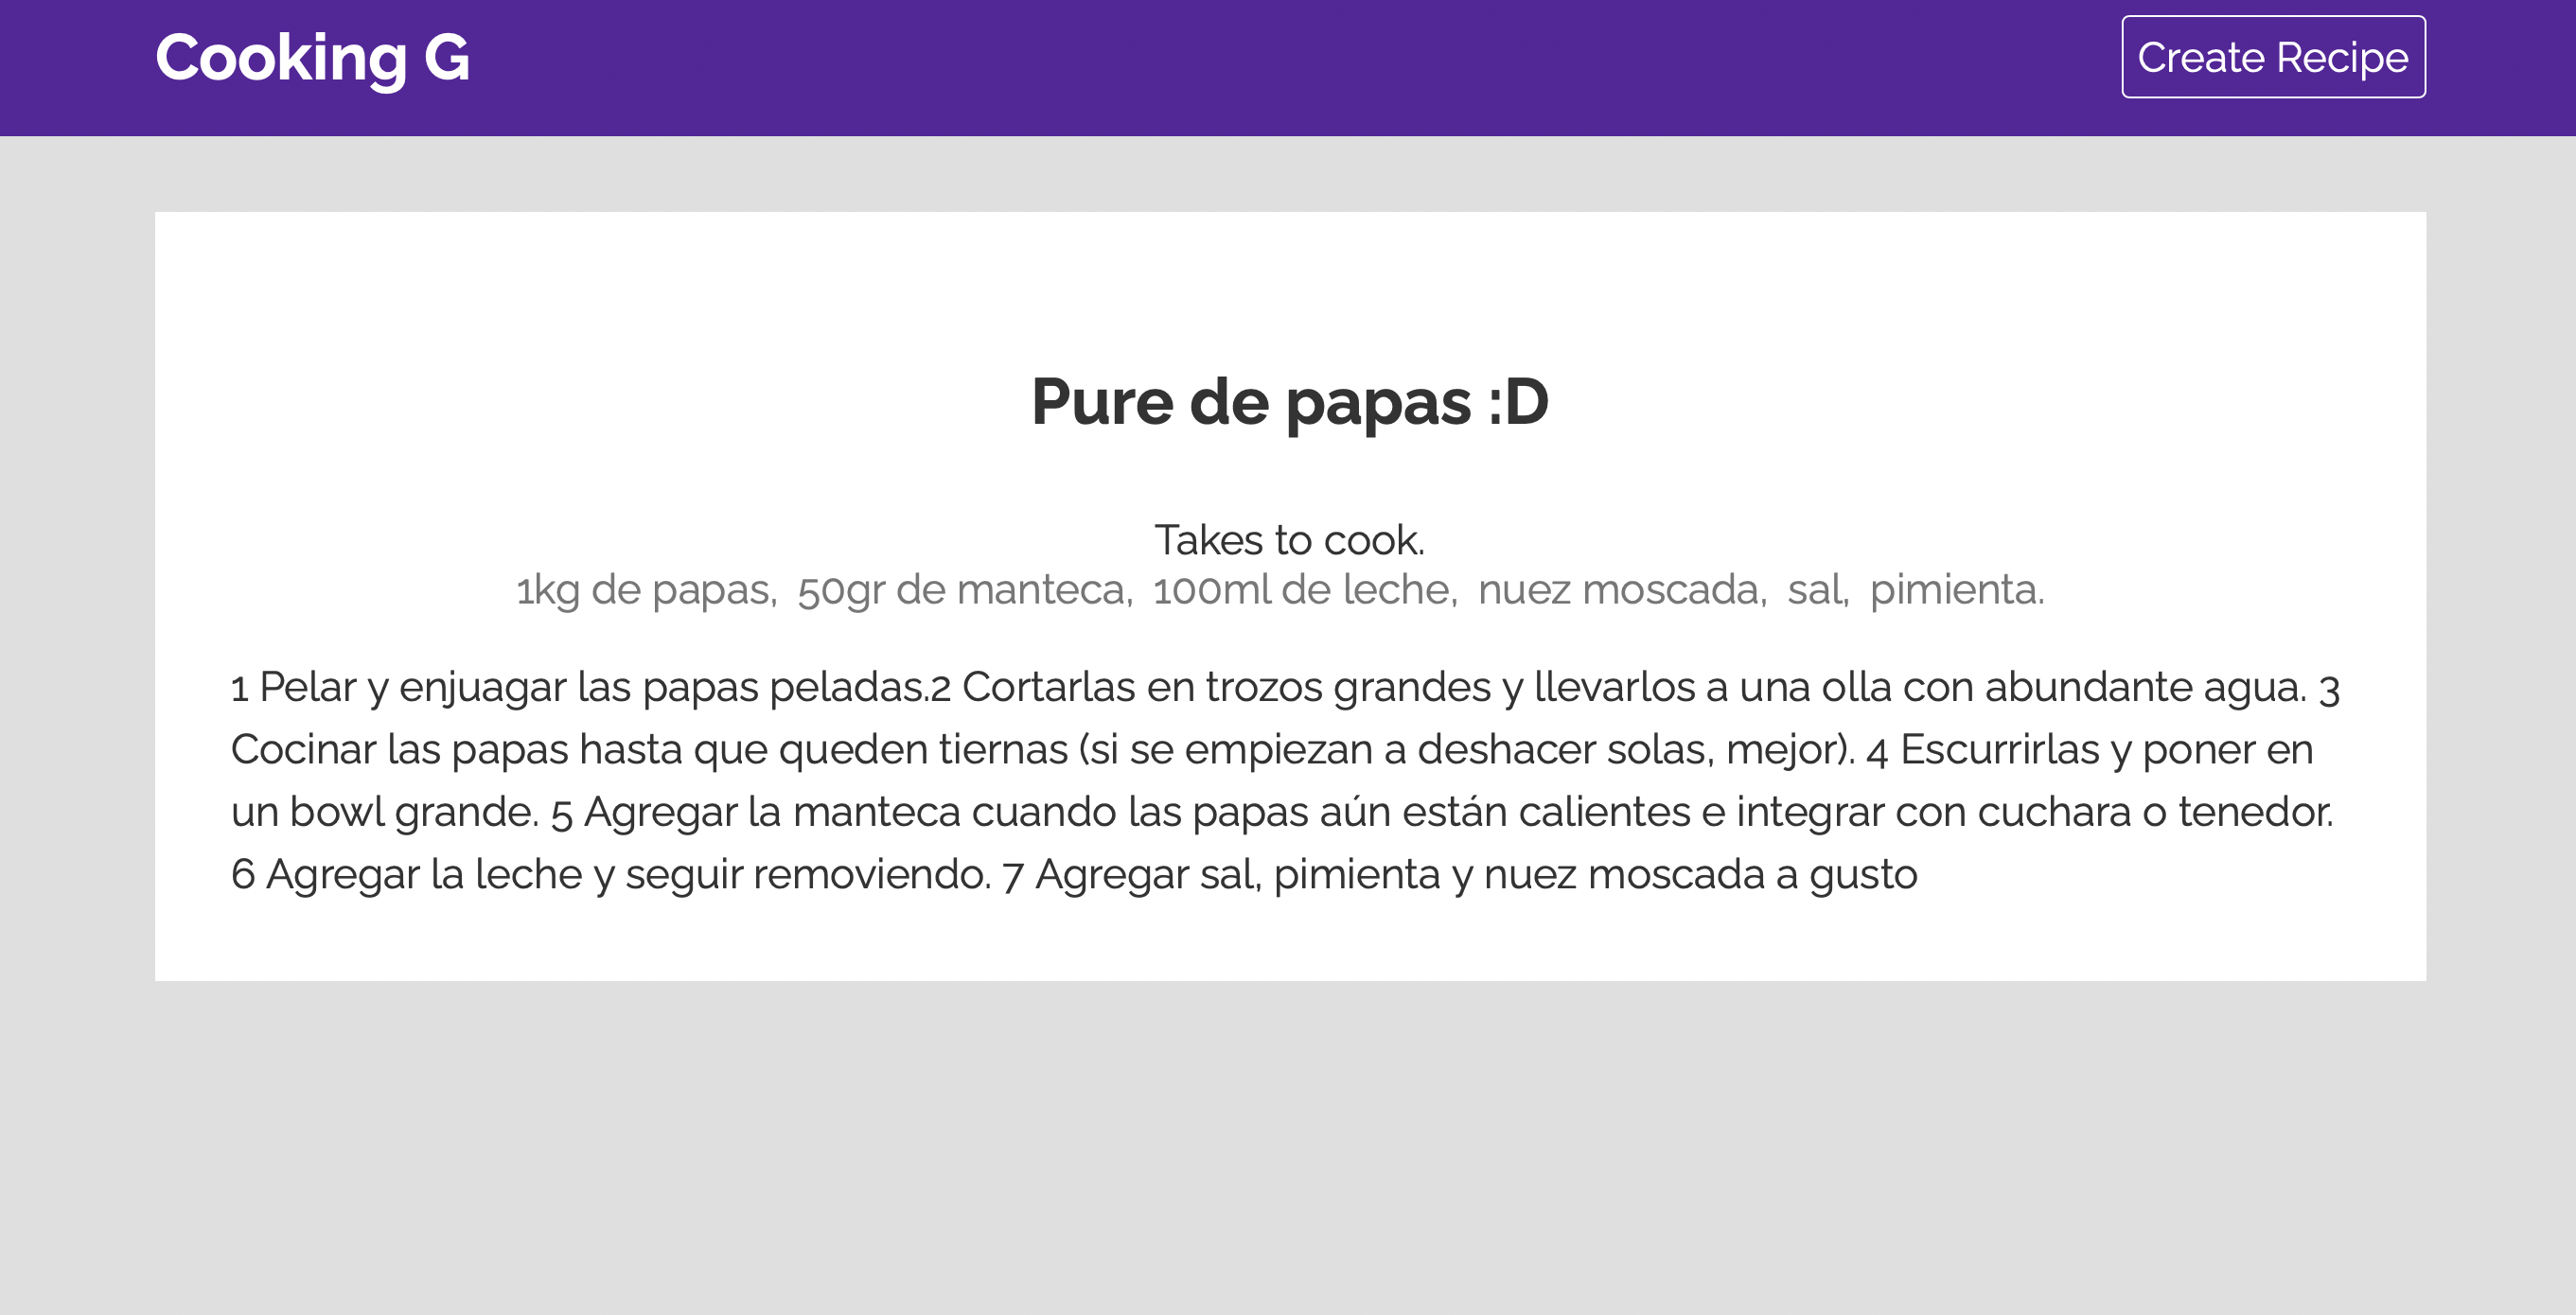 Cooking G
Create Recipe
Pure de papas :D
Takes to cook.
1kg de papas, 50gr de manteca, 100ml de leche, nuez moscada, sal, pimienta.
1 Pelar y enjuagar las papas peladas.2 Cortarlas en trozos grandes y llevarlos a una olla con abundante agua. 3
Cocinar las papas hasta que queden tiernas (si se empiezan a deshacer solas, mejor). 4 Escurrirlas y poner en
un bowl grande. 5 Agregar la manteca cuando las papas aún están calientes e integrar con cuchara o tenedor.
6 Agregar la leche y seguir removiendo. 7 Agregar sal, pimienta y nuez moscada a gusto